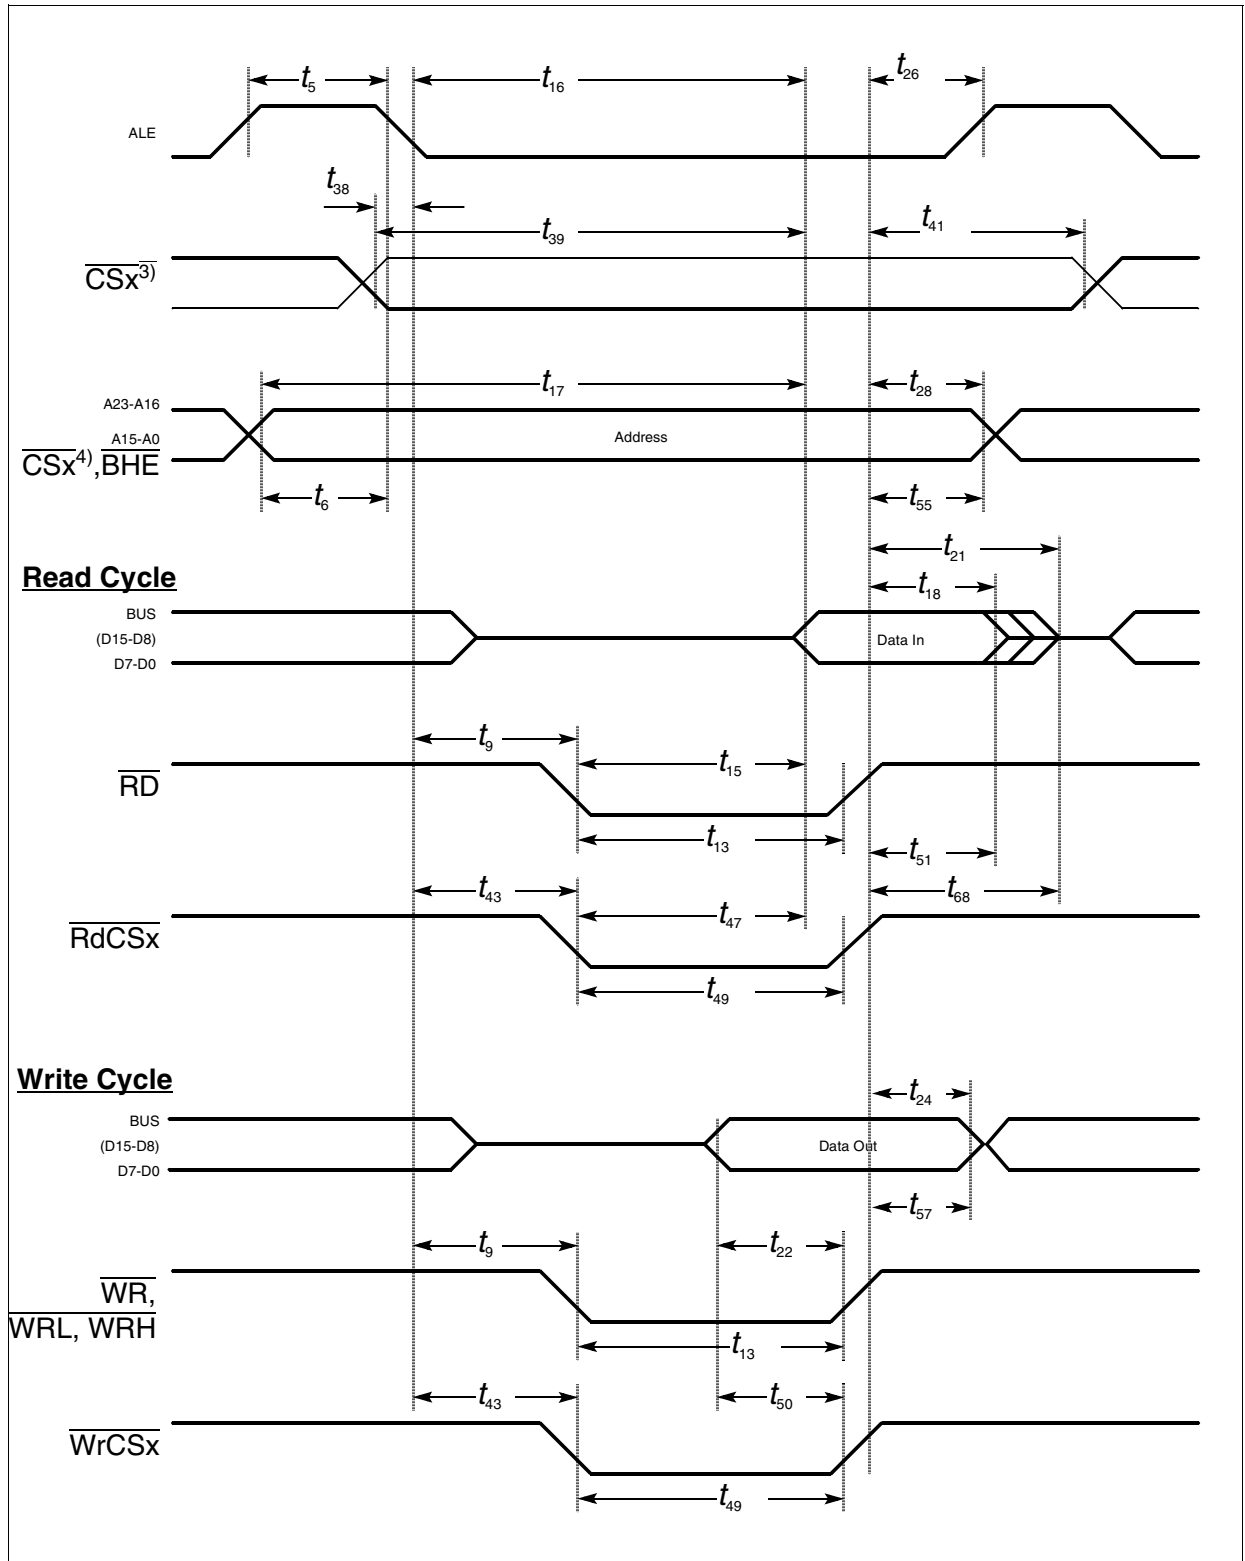 t5 t16 t26
ALE
t38
t39 t41
CSx3)
t17 t28
A23-A16
A15-A0 Address
CSx4),BHE
t6 t55
t21
Read Cycle
t18
BUS
(D15-D8) Data In
D7-D0
t9
t15
RD
t13
t51
t43 t68
t47
RdCSx
t49
Write Cycle
t24
BUS
(D15-D8) Data Out
D7-D0
t57
t9 t22
WR,
WRL, WRH
t13
t43 t50
WrCSx
t49